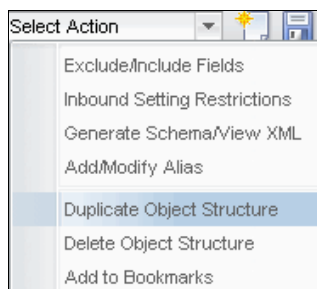 Select Action
Exclude/Include Fields
Inbound Setting Restrictions
Generate Schema/View XML
Add/Modify Alias
Duplicate Object Structure
Delete Object Structure
Add to Bookmarks